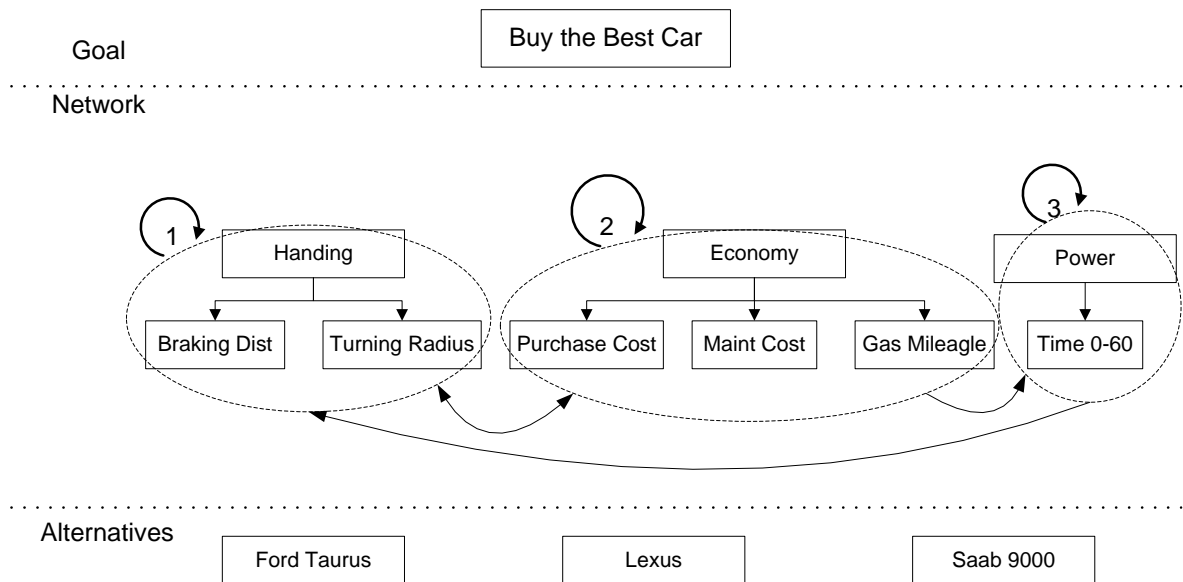 Buy the Best Car
Goal
Network
1
2
3
Handing
Economy
Power
Braking Dist
Turning Radius
Purchase Cost
Maint Cost
Gas Mileagle
Time 0-60
Alternatives
Ford Taurus
Lexus
Saab 9000